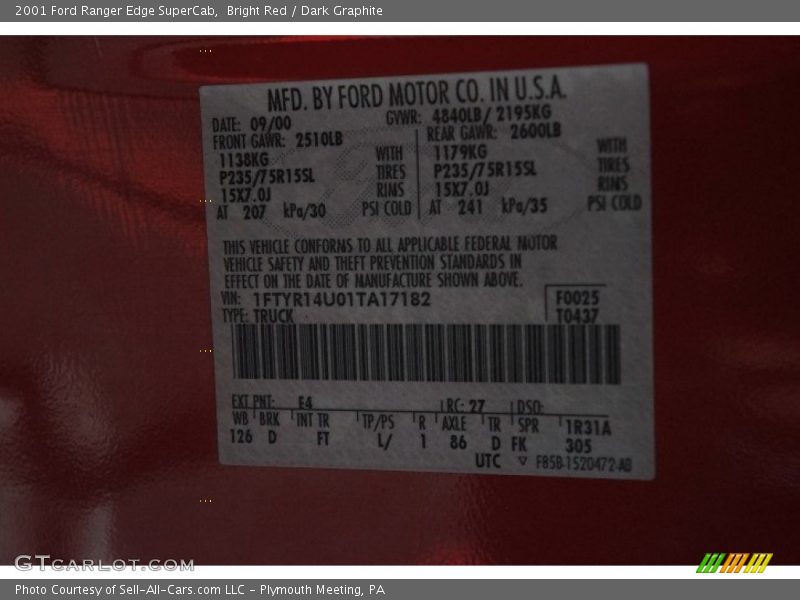 2001 Ford Ranger Edge SuperCab,  Bright Red / Dark Graphite
MFD. BY FORD MOTOR CO. IN U.S.A.
DATE: 09/00 GVWR: 4840LB/ 2195KG
FRONT GAWR: 2510LB REAR GAWR: 2600LB
1138KG WITH 1179KG WITH
P235/75R15SL TIRES P235/75R15SL TIRES
15X7.0J RIMS 15X7.0J RIMS
AT 207 kPa/30 PSI COLD AT 241 kPa/35 PSI COLD
THIS VEHICLE CONFORMS TO ALL APPLICABLE FEDERAL MOTOR
VEHICLE SAFETY AND THEFT PREVENTION STANDARDS IN
EFFECT ON THE DATE OF MANUFACTURE SHOWN ABOVE.
VIN: 1FTYR14U01TA17182 F0025
TYPE: TRUCK T0437
EXT PNT: E4 RC: 27 DSO:
WB BRK INT TR TP/PS R AXLE TR SPR 1R31A
126 D FT L/ 1 86 D FK 305
UTC ▽ F85B-1520472-AB
GTCARLOT.COM
Photo Courtesy of Sell-All-Cars.com LLC - Plymouth Meeting, PA